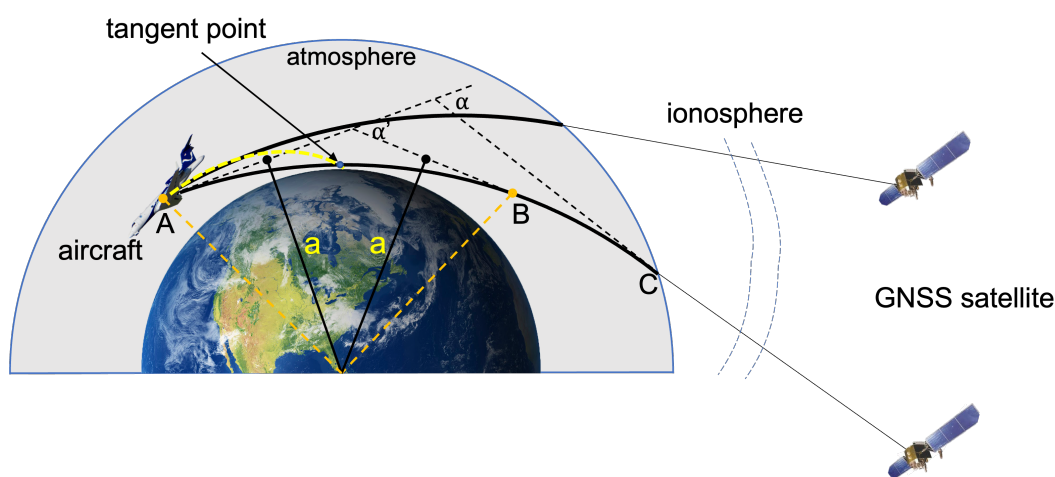 tangent point
atmosphere
α
ionosphere
α'
A
B
aircraft
a
a
C
GNSS satellite